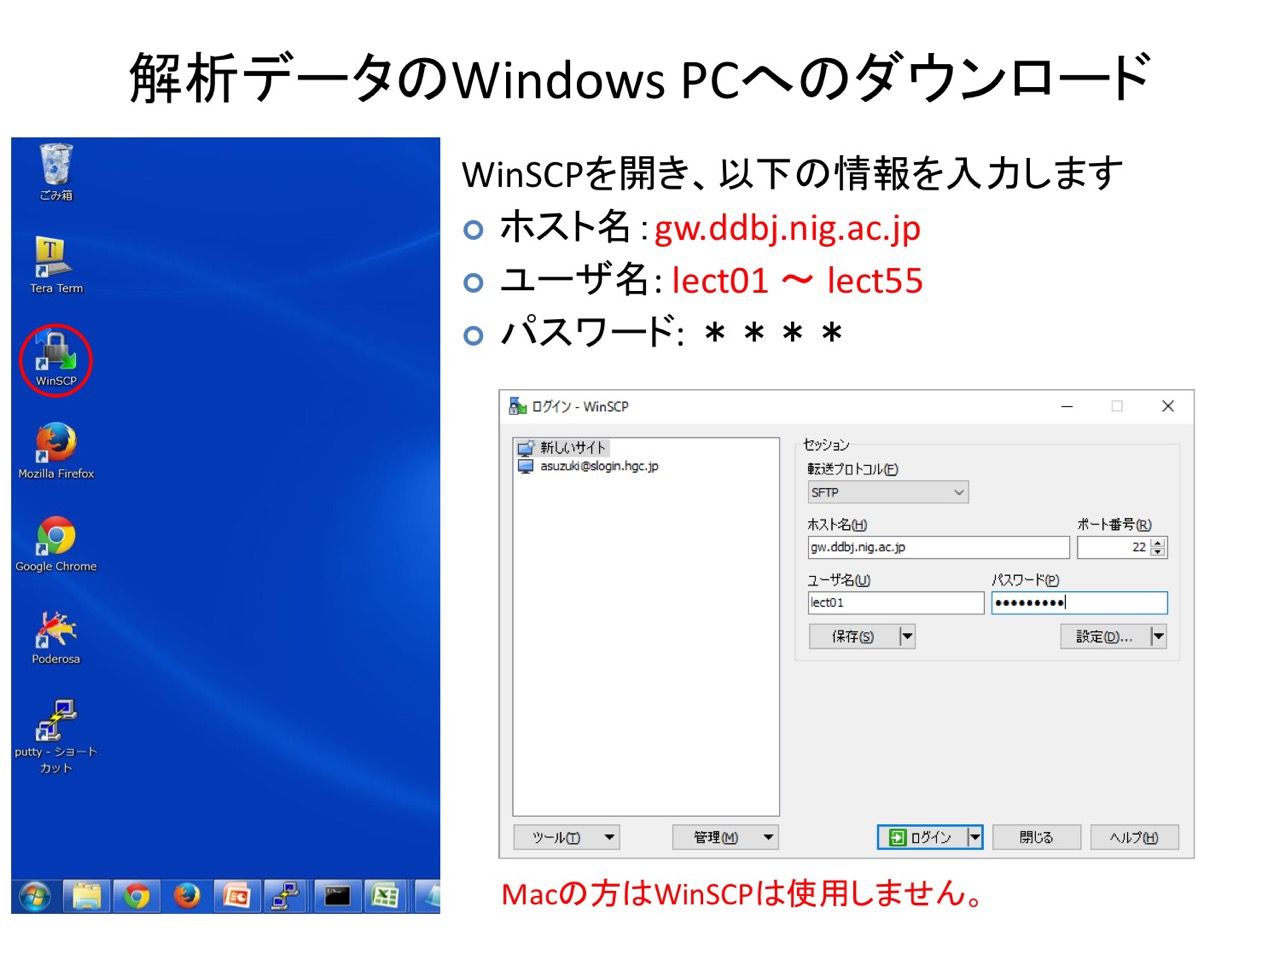 解析データのWindows PCへのダウンロード
ごみ箱
Tera Term
WinSCP
Mozilla Firefox
Google Chrome
Poderosa
putty - ショート
カット
WinSCPを開き、以下の情報を入力します
ホスト名：gw.ddbj.nig.ac.jp
ユーザ名: lect01 ～ lect55
パスワード: ＊＊＊＊
ログイン - WinSCP
新しいサイト
asuzuki@slogin.hgc.jp
セッション
転送プロトコル(F)
SFTP
ホスト名(H) ポート番号(R)
gw.ddbj.nig.ac.jp 22
ユーザ名(U) パスワード(P)
lect01 ●●●●●●●●●
保存(S) 設定(D)...
ツール(T) 管理(M) ログイン 閉じる ヘルプ(H)
Macの方はWinSCPは使用しません。